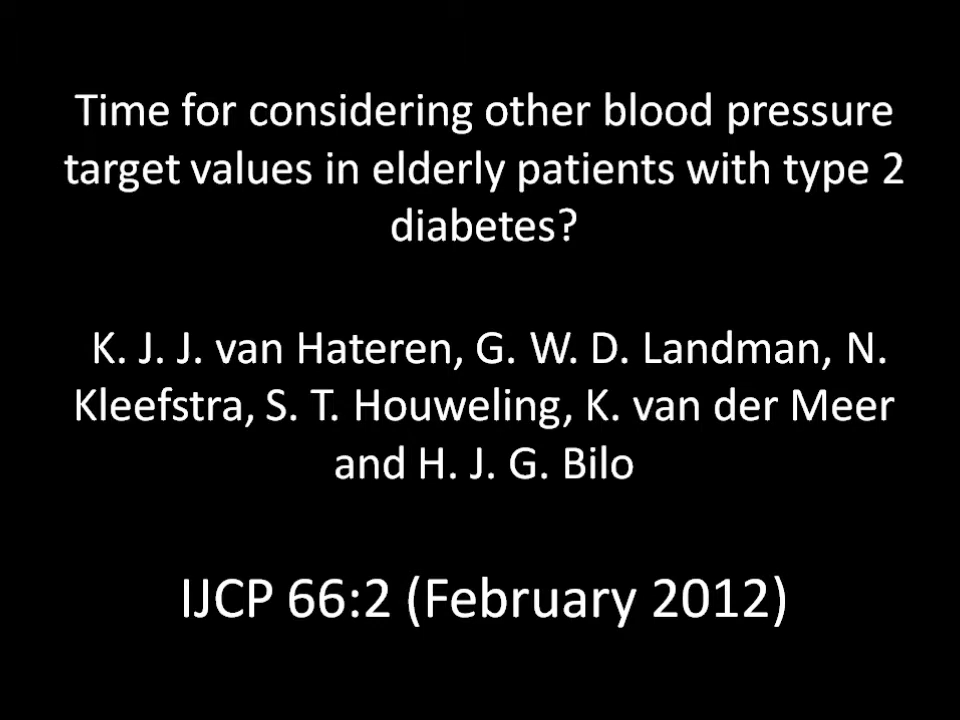 Time for considering other blood pressure
target values in elderly patients with type 2
diabetes?
K. J. J. van Hateren, G. W. D. Landman, N.
Kleefstra, S. T. Houweling, K. van der Meer
and H. J. G. Bilo
IJCP 66:2 (February 2012)